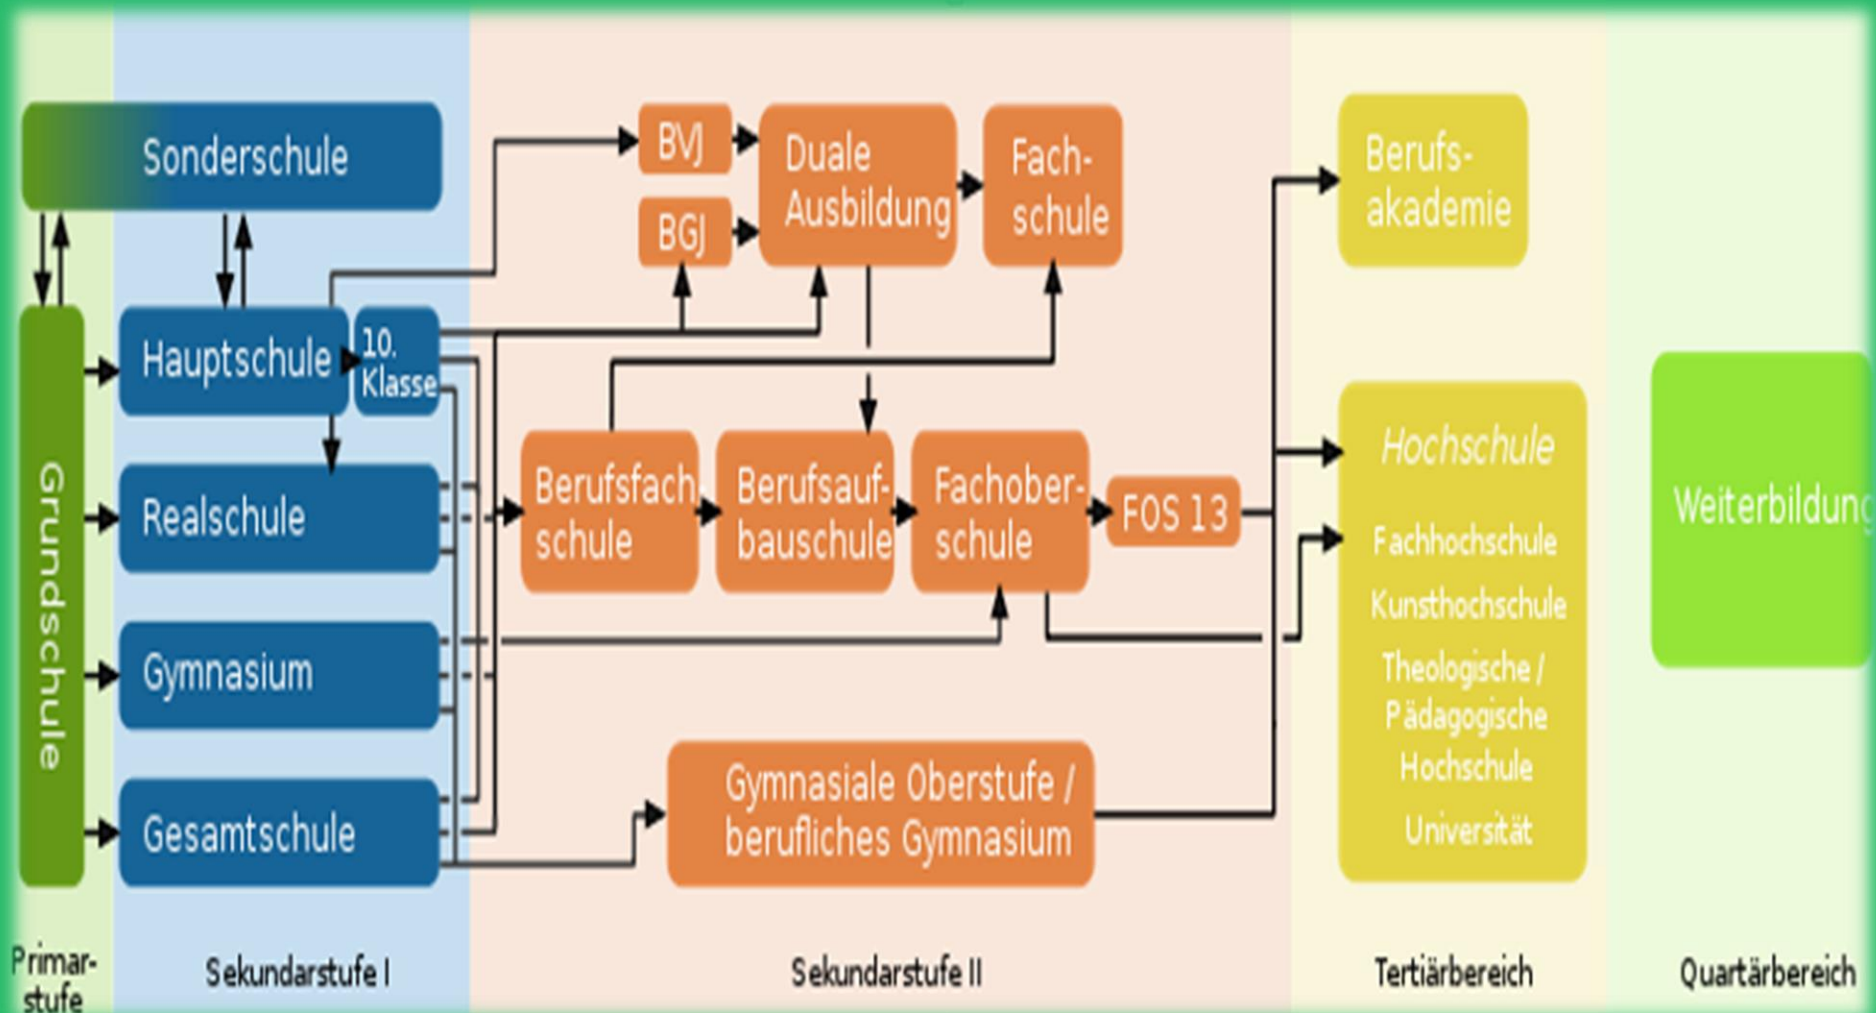 Sonderschule
Grundschule
Hauptschule
10.
Klasse
Realschule
Gymnasium
Gesamtschule
BVJ
BGJ
Duale
Ausbildung
Fach-
schule
Berufsfach-
schule
Berufsauf-
bauschule
Fachober-
schule
FOS 13
Gymnasiale Oberstufe /
berufliches Gymnasium
Berufs-
akademie
Hochschule
Fachhochschule
Kunsthochschule
Theologische /
Pädagogische
Hochschule
Universität
Weiterbildung
Primar-
stufe
Sekundarstufe I
Sekundarstufe II
Tertiärbereich
Quartärbereich